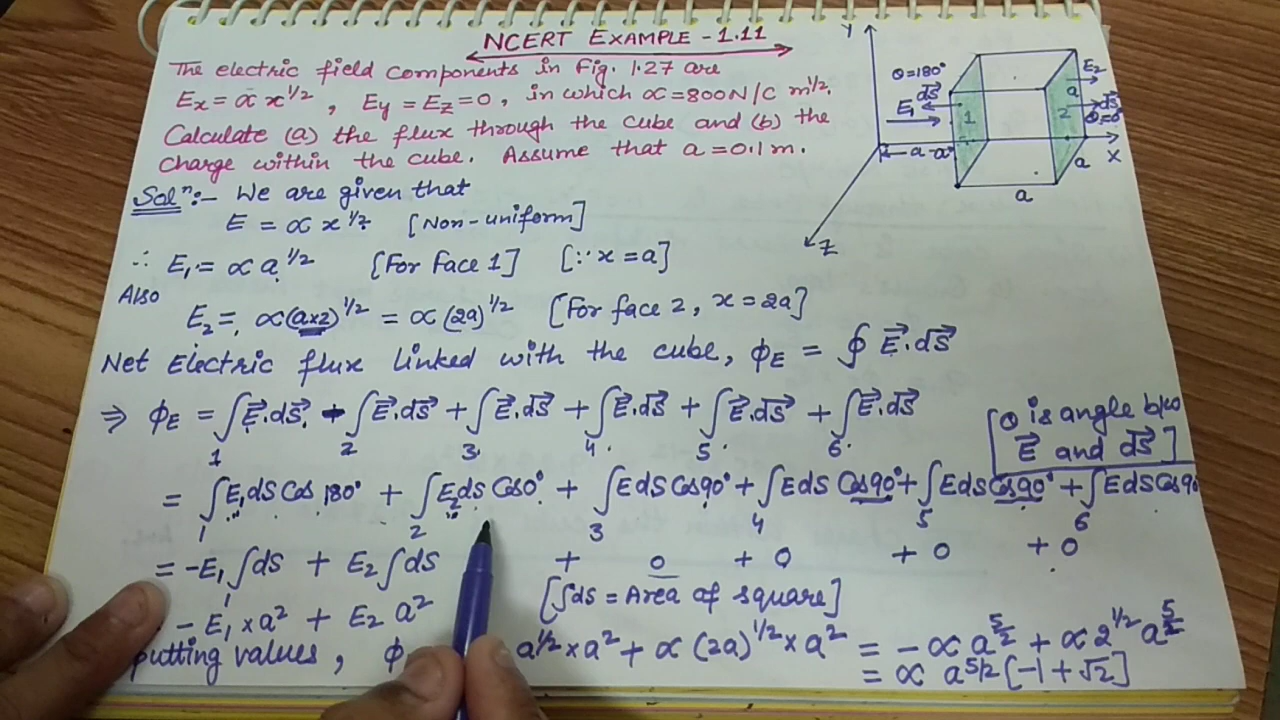 NCERT EXAMPLE - 1.11
The electric field components in Fig. 1.27 are
Ex = α x^1/2 , Ey = Ez = 0, in which α = 800 N/C m^1/2.
Calculate (a) the flux through the cube and (b) the
charge within the cube. Assume that a = 0.1 m.
Y
θ=180°
dS
E1
1
E2
a
2
dS
θ=0°
X
a
a
a
Z
Solⁿ:- We are given that
E = α x^1/2 [Non-uniform]
∴ E1 = α a^1/2 [For Face 1] [∵ x = a]
Also
E2 = α(a×2)^1/2 = α(2a)^1/2 [For face 2, x = 2a]
Net Electric flux linked with the cube, ϕE = ∮ E⃗.dS⃗
⇒ ϕE = ∫1 E⃗.dS⃗ + ∫2 E⃗.dS⃗ + ∫3 E⃗.dS⃗ + ∫4 E⃗.dS⃗ + ∫5 E⃗.dS⃗ + ∫6 E⃗.dS⃗
[θ is angle b/w
E⃗ and dS⃗]
= ∫1 E1 dS Cos 180° + ∫2 E2 dS Cos 0° + ∫3 E dS Cos 90° + ∫4 E dS Cos 90° + ∫5 E dS Cos 90° + ∫6 E dS Cos 90
= -E1 ∫1 dS + E2 ∫ dS + 0 + 0 + 0 + 0
- E1 × a² + E2 a² [∫dS = Area of square]
putting values, ϕ a^1/2 × a² + α (2a)^1/2 × a² = - α a^5/2 + α 2^1/2 a^5/2
= α a^5/2 [-1 + √2]